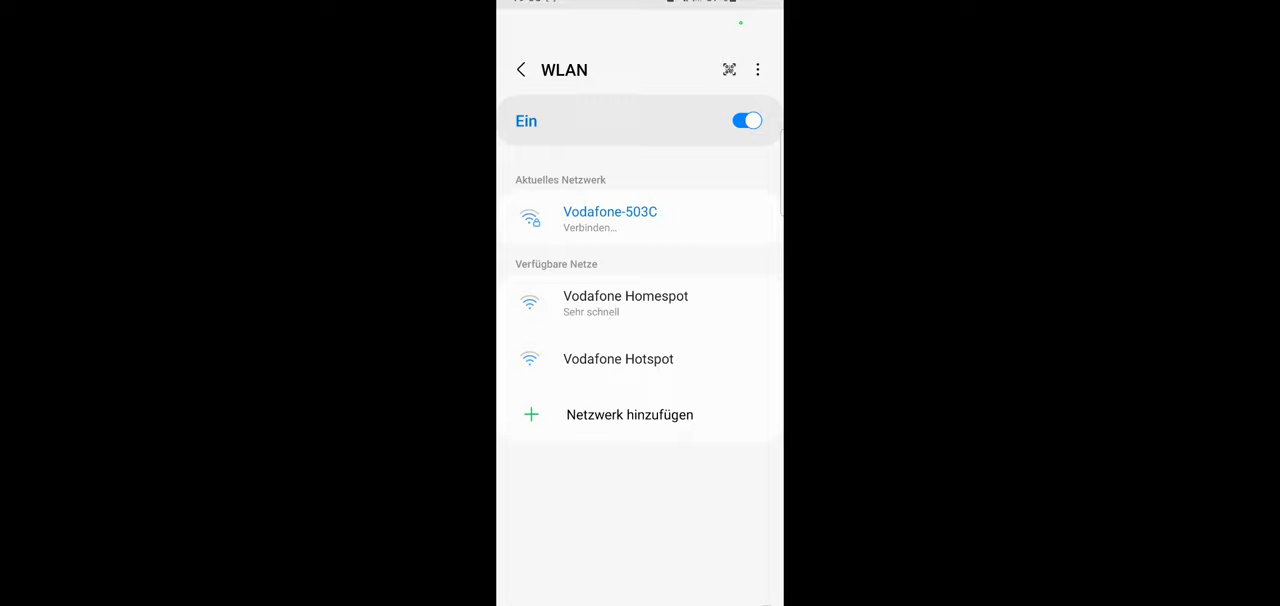 WLAN
Ein
Aktuelles Netzwerk
Vodafone-503C
Verbinden...
Verfügbare Netze
Vodafone Homespot
Sehr schnell
Vodafone Hotspot
Netzwerk hinzufügen